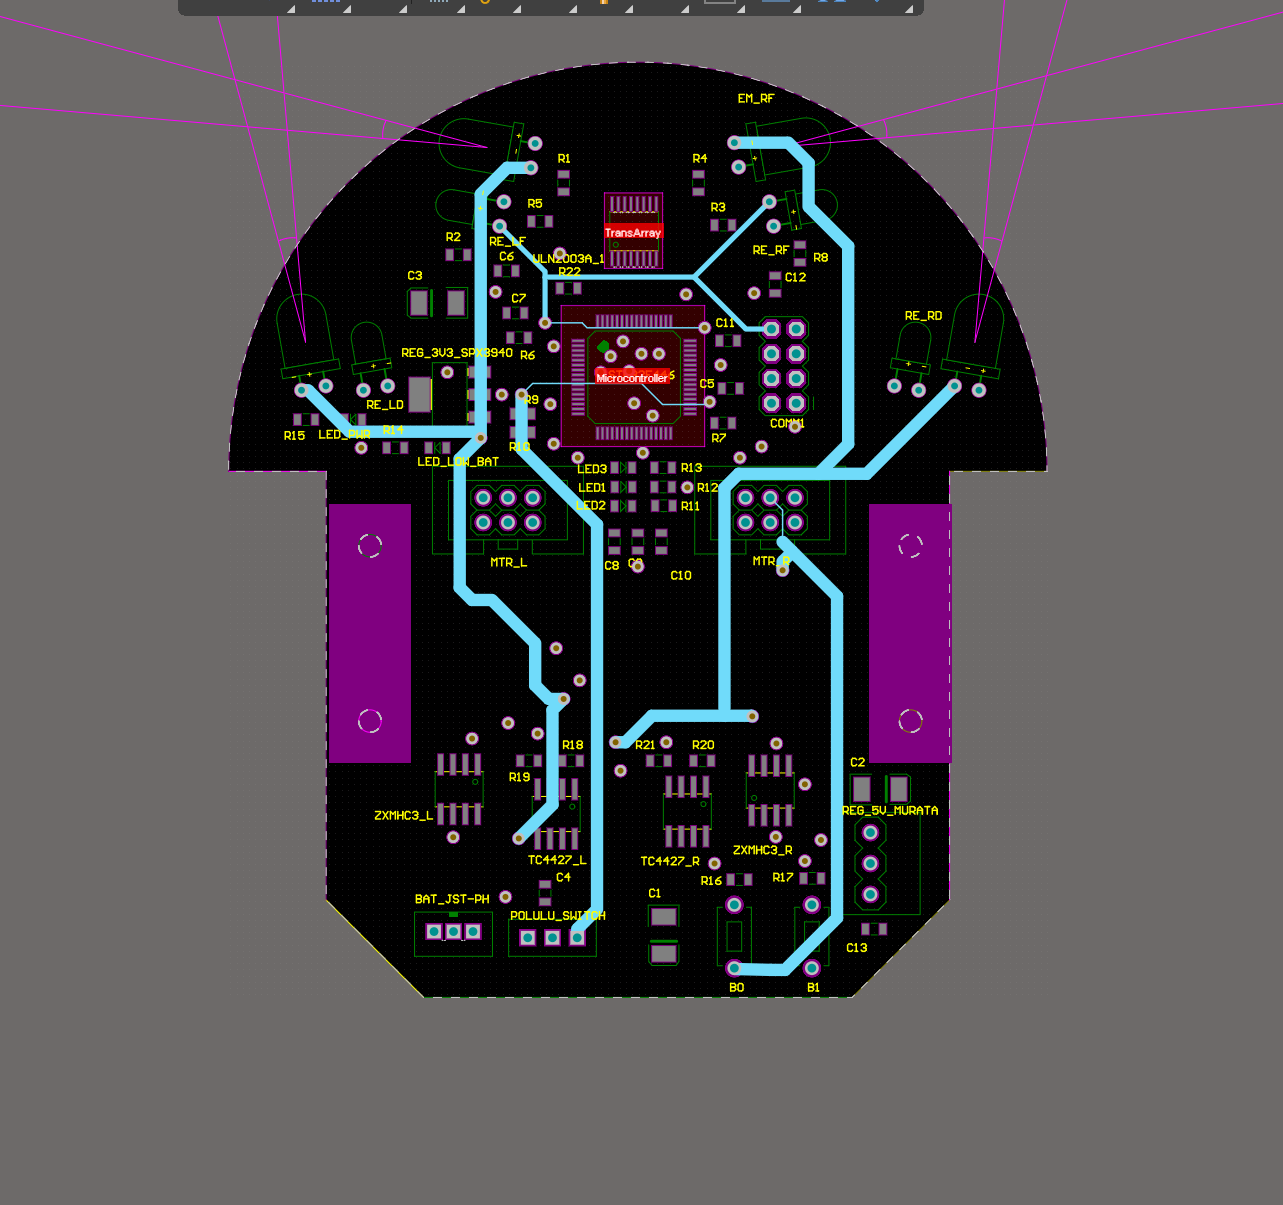 EM_RF
R1
R4
R5
R3
TransArray
R2
RE_LF
RE_RF
R8
C6
ULN2003A_1
R22
C3
C12
C7
RE_RD
C11
REG_3V3_SPX3940
R6
Microcontroller
C5
RE_LD
R9
R15
LED_PWR
R14
R10
R7
COMM1
LED_LOW_BAT
LED3
R13
LED1
R12
LED2
R11
MTR_L
C8
C9
C10
MTR_R
R18
R21
R20
R19
C2
ZXMHC3_L
REG_5V_MURATA
TC4427_L
TC4427_R
ZXMHC3_R
C4
R16
R17
BAT_JST-PH
POLULU_SWITCH
C1
C13
B0
B1